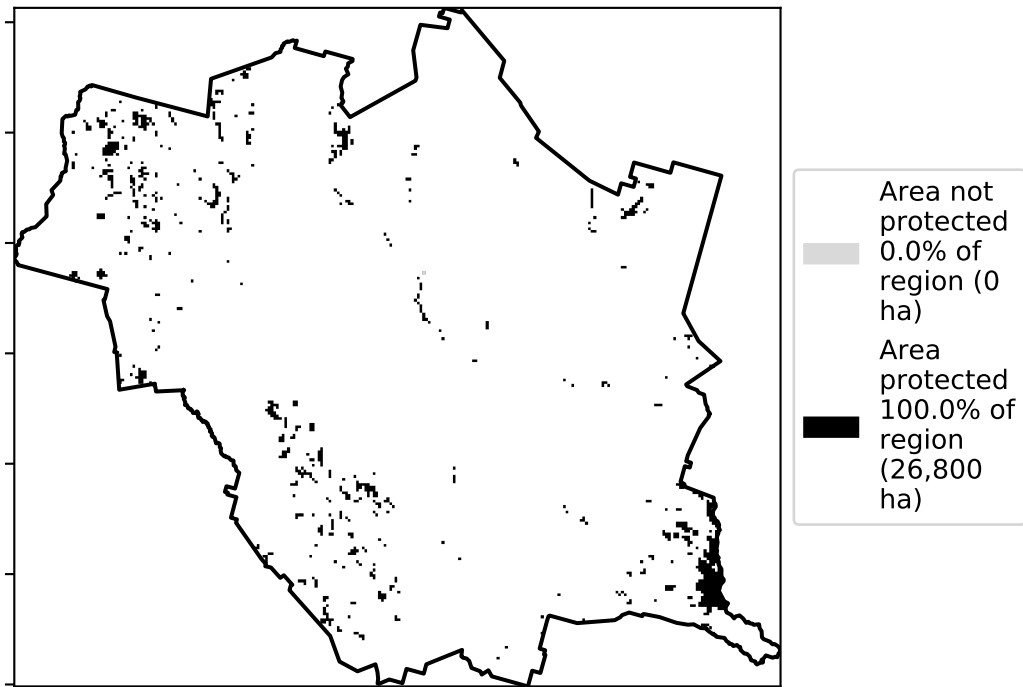 Area not
protected
0.0% of
region (0
ha)
Area
protected
100.0% of
region
(26,800
ha)